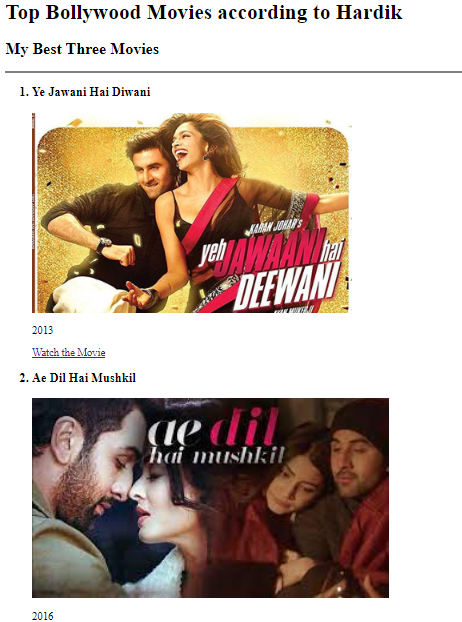 Top Bollywood Movies according to Hardik
My Best Three Movies
1. Ye Jawani Hai Diwani
KARAN JOHAR'S
yeh JAWAANI hai
DEEWANI
2013
Watch the Movie
2. Ae Dil Hai Mushkil
ae dil
hai mushkil
2016